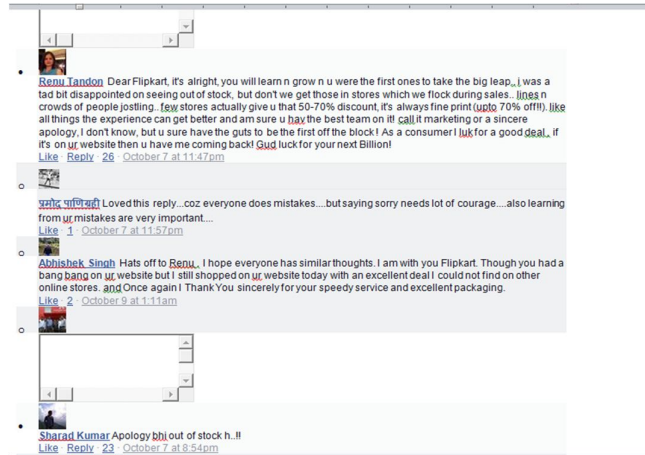 Renu Tandon Dear Flipkart, it's alright, you will learn n grow n u were the first ones to take the big leap,, i was a
tad bit disappointed on seeing out of stock, but don't we get those in stores which we flock during sales.. lines n
crowds of people jostling.. few stores actually give u that 50-70% discount, it's always fine print (upto 70% off!!). like
all things the experience can get better and am sure u hav the best team on it! call it marketing or a sincere
apology, I don't know, but u sure have the guts to be the first off the block! As a consumer I luk for a good deal , if
it's on ur website then u have me coming back! Gud luck for your next Billion!
Like · Reply · 26 · October 7 at 11:47pm
प्रमोद पाणिग्रही Loved this reply...coz everyone does mistakes....but saying sorry needs lot of courage....also learning
from ur mistakes are very important....
Like · 1 · October 7 at 11:57pm
Abhishek Singh Hats off to Renu , I hope everyone has similar thoughts. I am with you Flipkart. Though you had a
bang bang on ur website but I still shopped on ur website today with an excellent deal I could not find on other
online stores. and Once again I Thank You sincerely for your speedy service and excellent packaging.
Like · 2 · October 9 at 1:11am
Sharad Kumar Apology bhi out of stock h..!!
Like · Reply · 23 · October 7 at 8:54pm